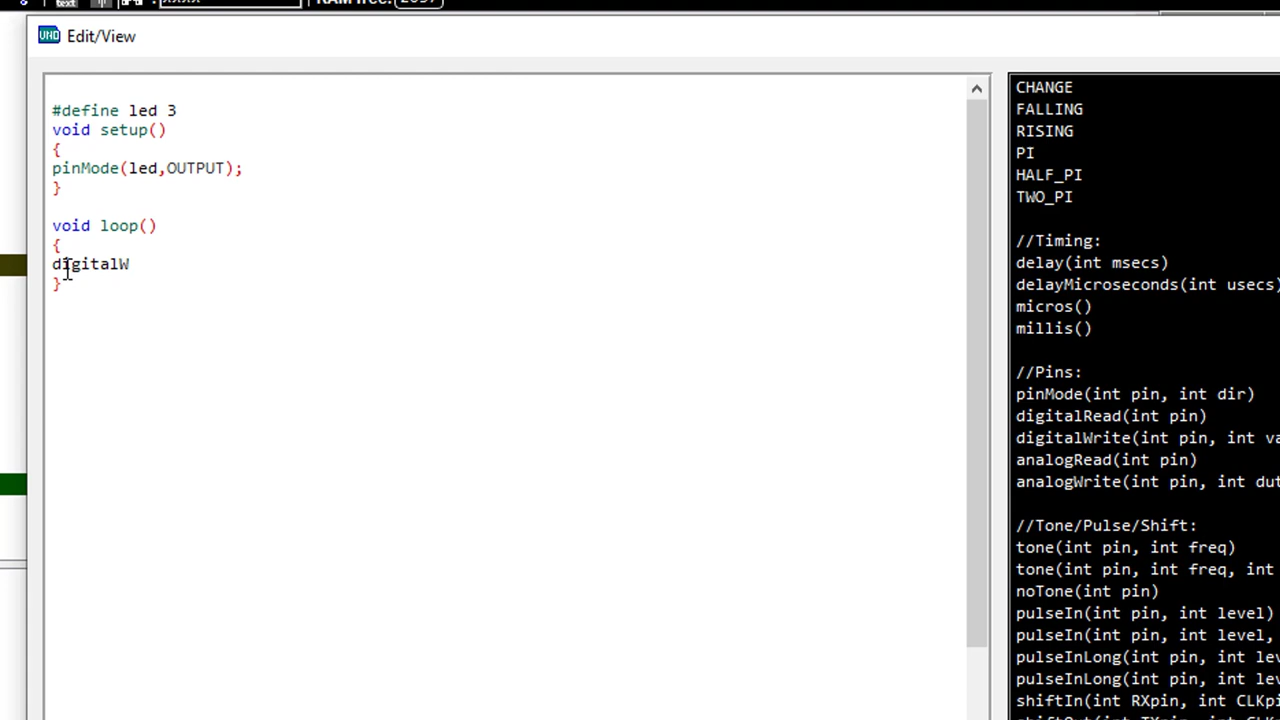 Edit/View
#define led 3
void setup()
{
pinMode(led,OUTPUT);
}
void loop()
{
digitalW
}
CHANGE
FALLING
RISING
PI
HALF_PI
TWO_PI
//Timing:
delay(int msecs)
delayMicroseconds(int usecs)
micros()
millis()
//Pins:
pinMode(int pin, int dir)
digitalRead(int pin)
digitalWrite(int pin, int va
analogRead(int pin)
analogWrite(int pin, int dut
//Tone/Pulse/Shift:
tone(int pin, int freq)
tone(int pin, int freq, int
noTone(int pin)
pulseIn(int pin, int level)
pulseIn(int pin, int level,
pulseInLong(int pin, int lev
pulseInLong(int pin, int lev
shiftIn(int RXpin, int CLKpi